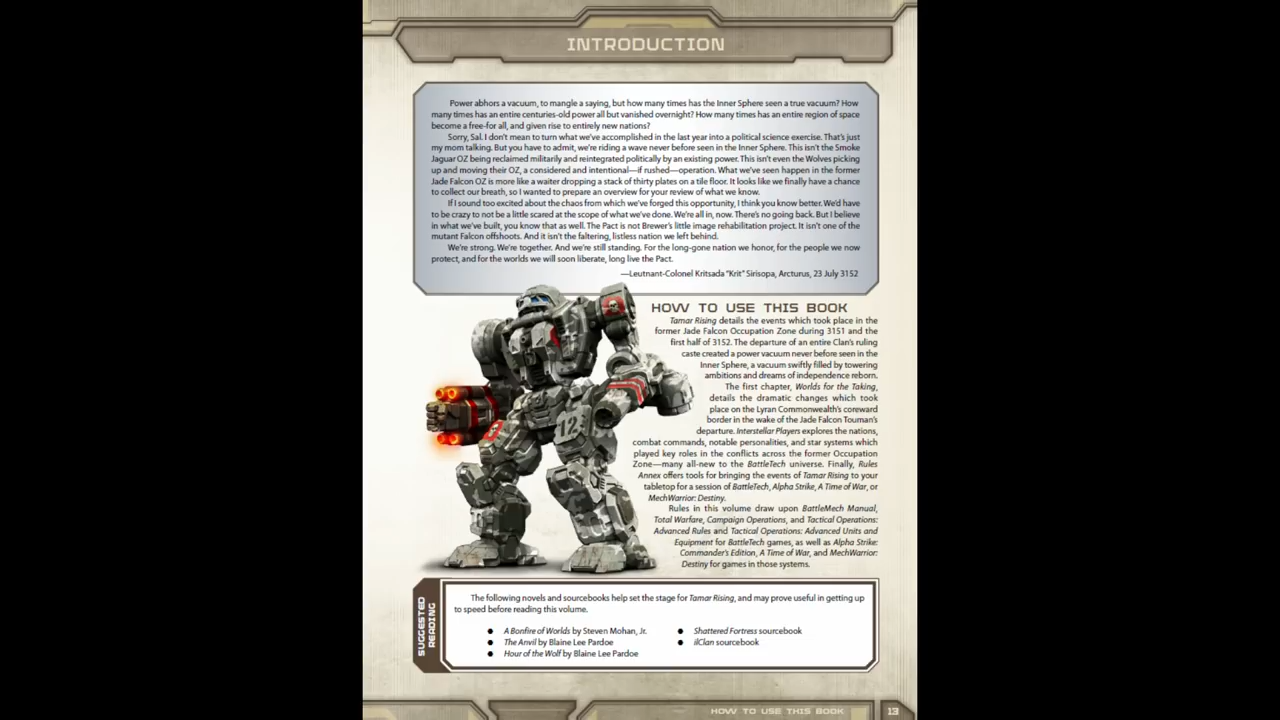 INTRODUCTION
Power abhors a vacuum, to mangle a saying, but how many times has the Inner Sphere seen a true vacuum? How
many times has an entire centuries-old power all but vanished overnight? How many times has an entire region of space
become a free-for all, and given rise to entirely new nations?
Sorry, Sal. I don't mean to turn what we've accomplished in the last year into a political science exercise. That's just
my mom talking. But you have to admit, we're riding a wave never before seen in the Inner Sphere. This isn't the Smoke
Jaguar OZ being reclaimed militarily and reintegrated politically by an existing power. This isn't even the Wolves picking
up and moving their OZ, a considered and intentional—if rushed—operation. What we've seen happen in the former
Jade Falcon OZ is more like a waiter dropping a stack of thirty plates on a tile floor. It looks like we finally have a chance
to collect our breath, so I wanted to prepare an overview for your review of what we know.
If I sound too excited about the chaos from which we've forged this opportunity, I think you know better. We'd have
to be crazy to not be a little scared at the scope of what we've done. We're all in, now. There's no going back. But I believe
in what we've built, you know that as well. The Pact is not Brewer's little image rehabilitation project. It isn't one of the
mutant Falcon offshoots. And it isn't the faltering, listless nation we left behind.
We're strong. We're together. And we're still standing. For the long-gone nation we honor, for the people we now
protect, and for the worlds we will soon liberate, long live the Pact.
—Leutnant-Colonel Kritsada "Krit" Sirisopa, Arcturus, 23 July 3152
HOW TO USE THIS BOOK
Tamar Rising details the events which took place in the
former Jade Falcon Occupation Zone during 3151 and the
first half of 3152. The departure of an entire Clan's ruling
caste created a power vacuum never before seen in the
Inner Sphere, a vacuum swiftly filled by towering
ambitions and dreams of independence reborn.
The first chapter, Worlds for the Taking,
details the dramatic changes which took
place on the Lyran Commonwealth's coreward
border in the wake of the Jade Falcon Touman's
departure. Interstellar Players explores the nations,
combat commands, notable personalities, and star systems which
played key roles in the conflicts across the former Occupation
Zone—many all-new to the BattleTech universe. Finally, Rules
Annex offers tools for bringing the events of Tamar Rising to your
tabletop for a session of BattleTech, Alpha Strike, A Time of War, or
MechWarrior: Destiny.
Rules in this volume draw upon BattleMech Manual,
Total Warfare, Campaign Operations, and Tactical Operations:
Advanced Rules and Tactical Operations: Advanced Units and
Equipment for BattleTech games, as well as Alpha Strike:
Commander's Edition, A Time of War, and MechWarrior:
Destiny for games in those systems.
12
SUGGESTED
READING
The following novels and sourcebooks help set the stage for Tamar Rising, and may prove useful in getting up
to speed before reading this volume.
● A Bonfire of Worlds by Steven Mohan, Jr.
● The Anvil by Blaine Lee Pardoe
● Hour of the Wolf by Blaine Lee Pardoe
● Shattered Fortress sourcebook
● ilClan sourcebook
HOW TO USE THIS BOOK 13